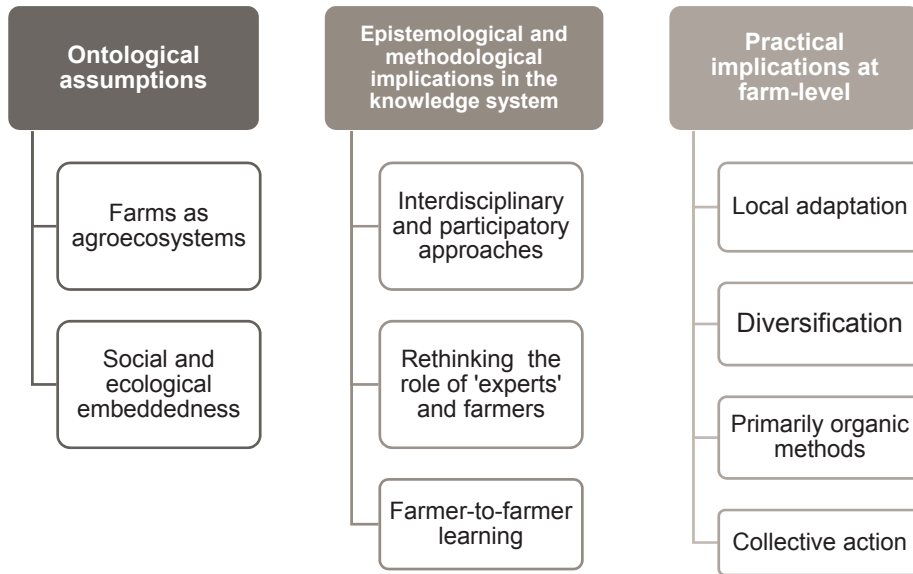 Ontological
assumptions
Farms as
agroecosystems
Social and
ecological
embeddedness
Epistemological and
methodological
implications in the
knowledge system
Interdisciplinary
and participatory
approaches
Rethinking the
role of 'experts'
and farmers
Farmer-to-farmer
learning
Practical
implications at
farm-level
Local adaptation
Diversification
Primarily organic
methods
Collective action